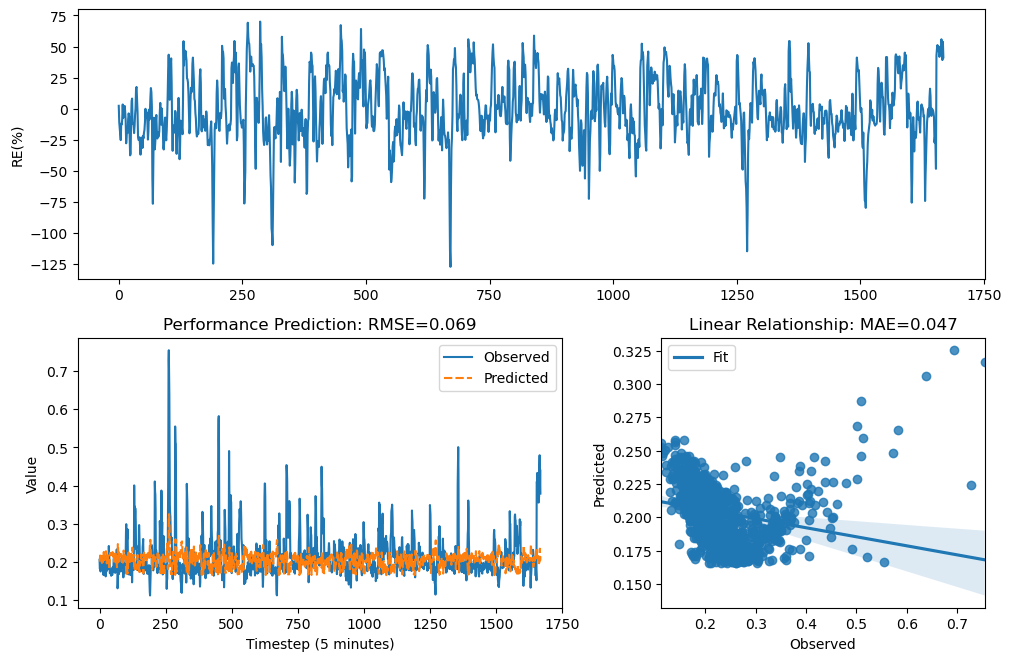 75
50
25
0
−25
−50
−75
−100
−125
RE(%)
0 250 500 750 1000 1250 1500 1750
Performance Prediction: RMSE=0.069
Observed
Predicted
0.7
0.6
0.5
0.4
0.3
0.2
0.1
Value
0 250 500 750 1000 1250 1500 1750
Timestep (5 minutes)
Linear Relationship: MAE=0.047
Fit
0.325
0.300
0.275
0.250
0.225
0.200
0.175
0.150
Predicted
0.2 0.3 0.4 0.5 0.6 0.7
Observed